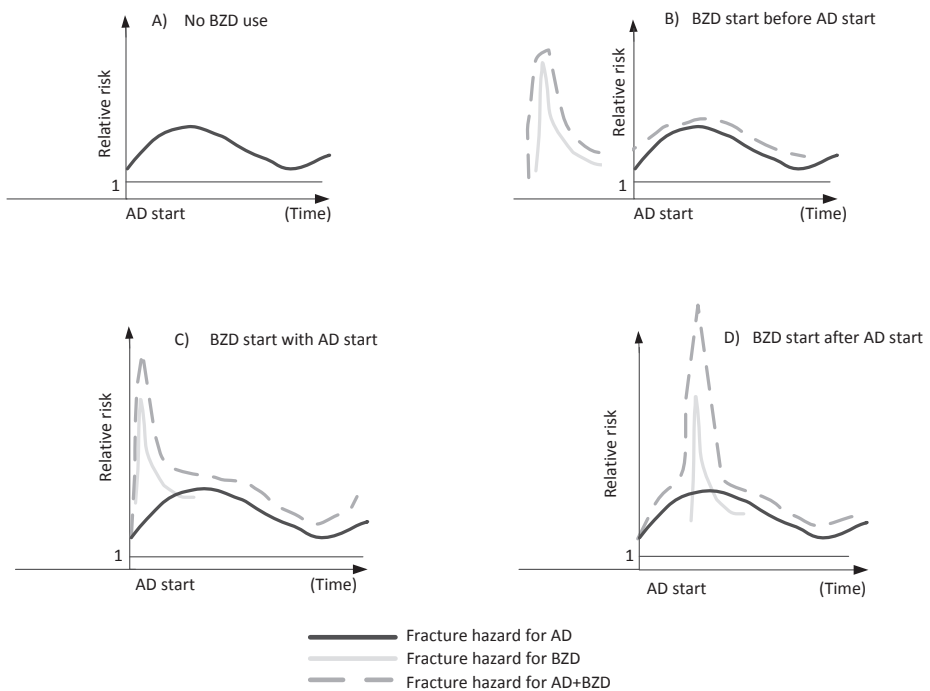 A) No BZD use
Relative risk
1
AD start (Time)
B) BZD start before AD start
Relative risk
1
AD start (Time)
C) BZD start with AD start
Relative risk
1
AD start (Time)
D) BZD start after AD start
Relative risk
1
AD start (Time)
Fracture hazard for AD
Fracture hazard for BZD
Fracture hazard for AD+BZD